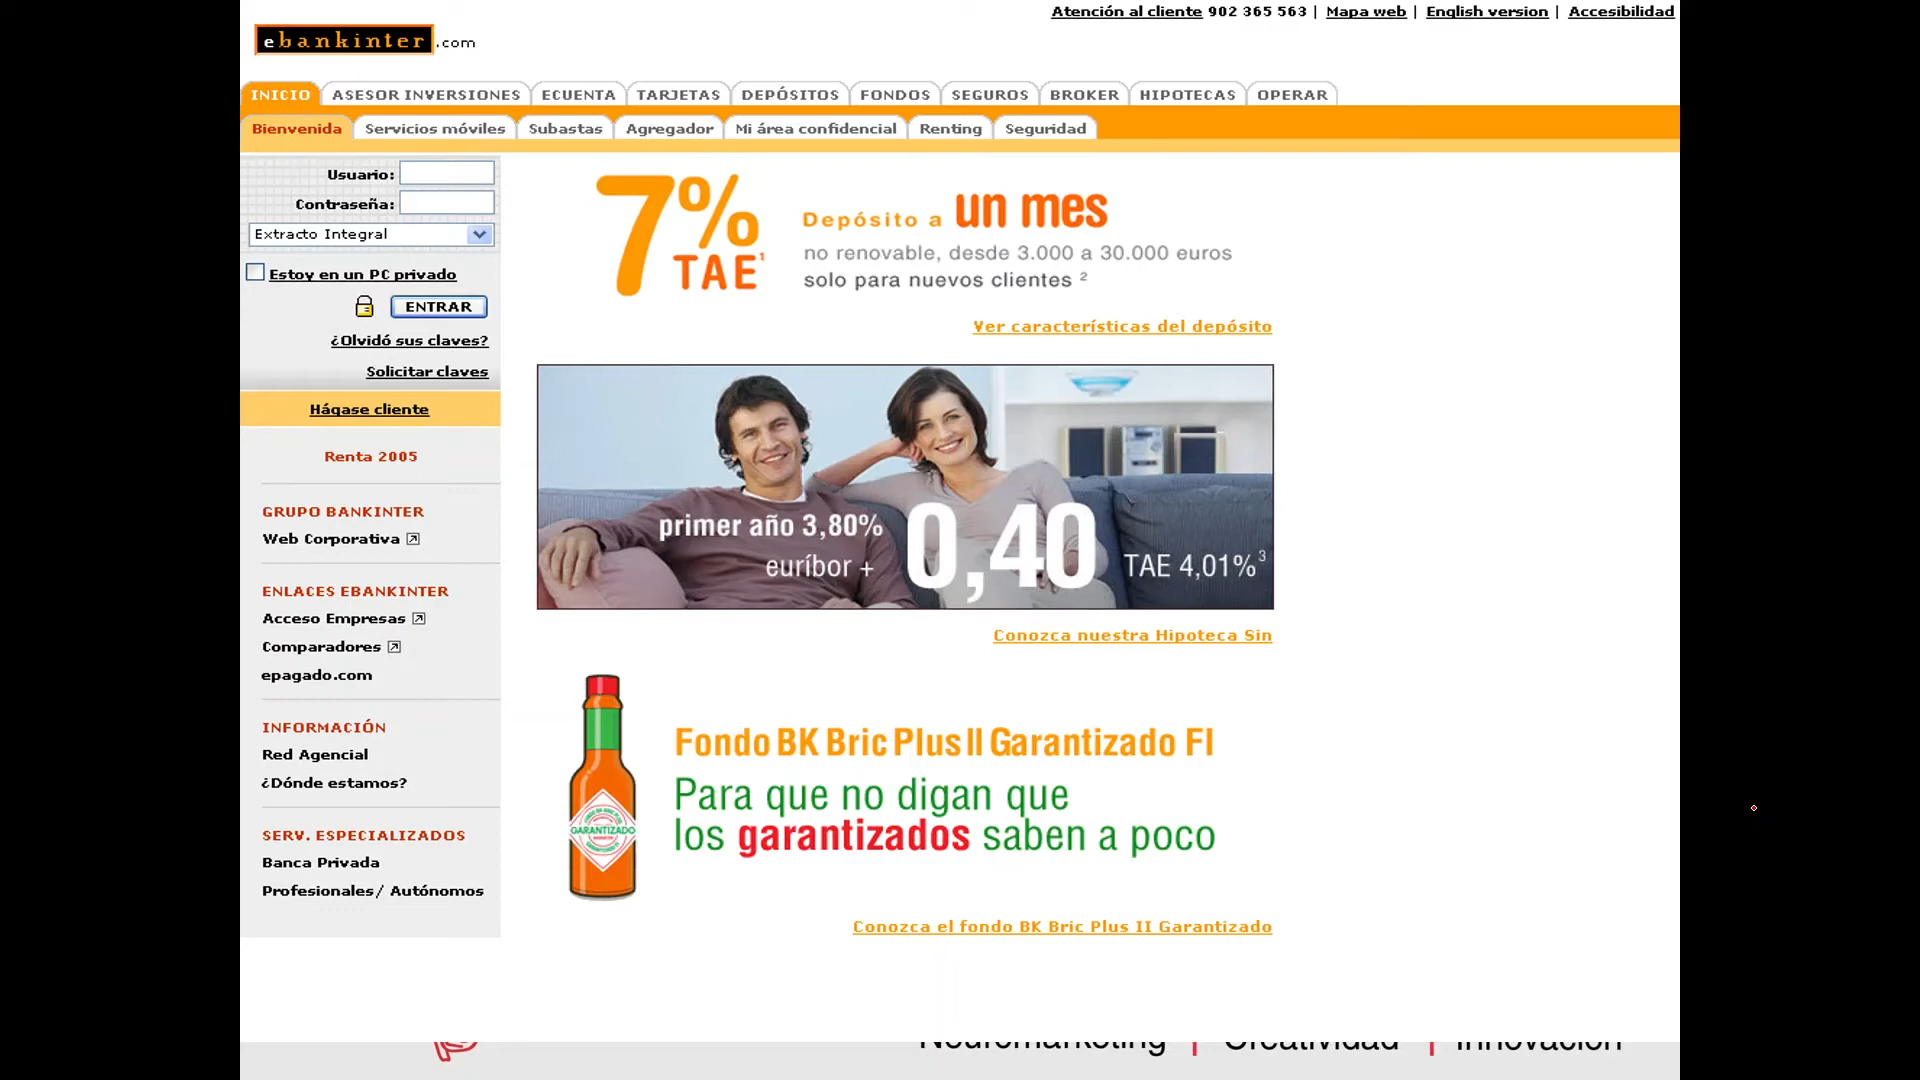 Atención al cliente 902 365 563 | Mapa web | English version | Accesibilidad
ebankinter.com
INICIO ASESOR INVERSIONES ECUENTA TARJETAS DEPÓSITOS FONDOS SEGUROS BROKER HIPOTECAS OPERAR
Bienvenida Servicios móviles Subastas Agregador Mi área confidencial Renting Seguridad
Usuario:
Contraseña:
Extracto Integral
Estoy en un PC privado
ENTRAR
¿Olvidó sus claves?
Solicitar claves
Hágase cliente
Renta 2005
GRUPO BANKINTER
Web Corporativa
ENLACES EBANKINTER
Acceso Empresas
Comparadores
epagado.com
INFORMACIÓN
Red Agencial
¿Dónde estamos?
SERV. ESPECIALIZADOS
Banca Privada
Profesionales/ Autónomos
7% TAE¹
Depósito a un mes
no renovable, desde 3.000 a 30.000 euros
solo para nuevos clientes ²
Ver características del depósito
primer año 3,80%
euríbor + 0,40 TAE 4,01%³
Conozca nuestra Hipoteca Sin
GARANTIZADO
Fondo BK Bric Plus II Garantizado FI
Para que no digan que
los garantizados saben a poco
Conozca el fondo BK Bric Plus II Garantizado
Neuromarketing | Creatividad | Innovación